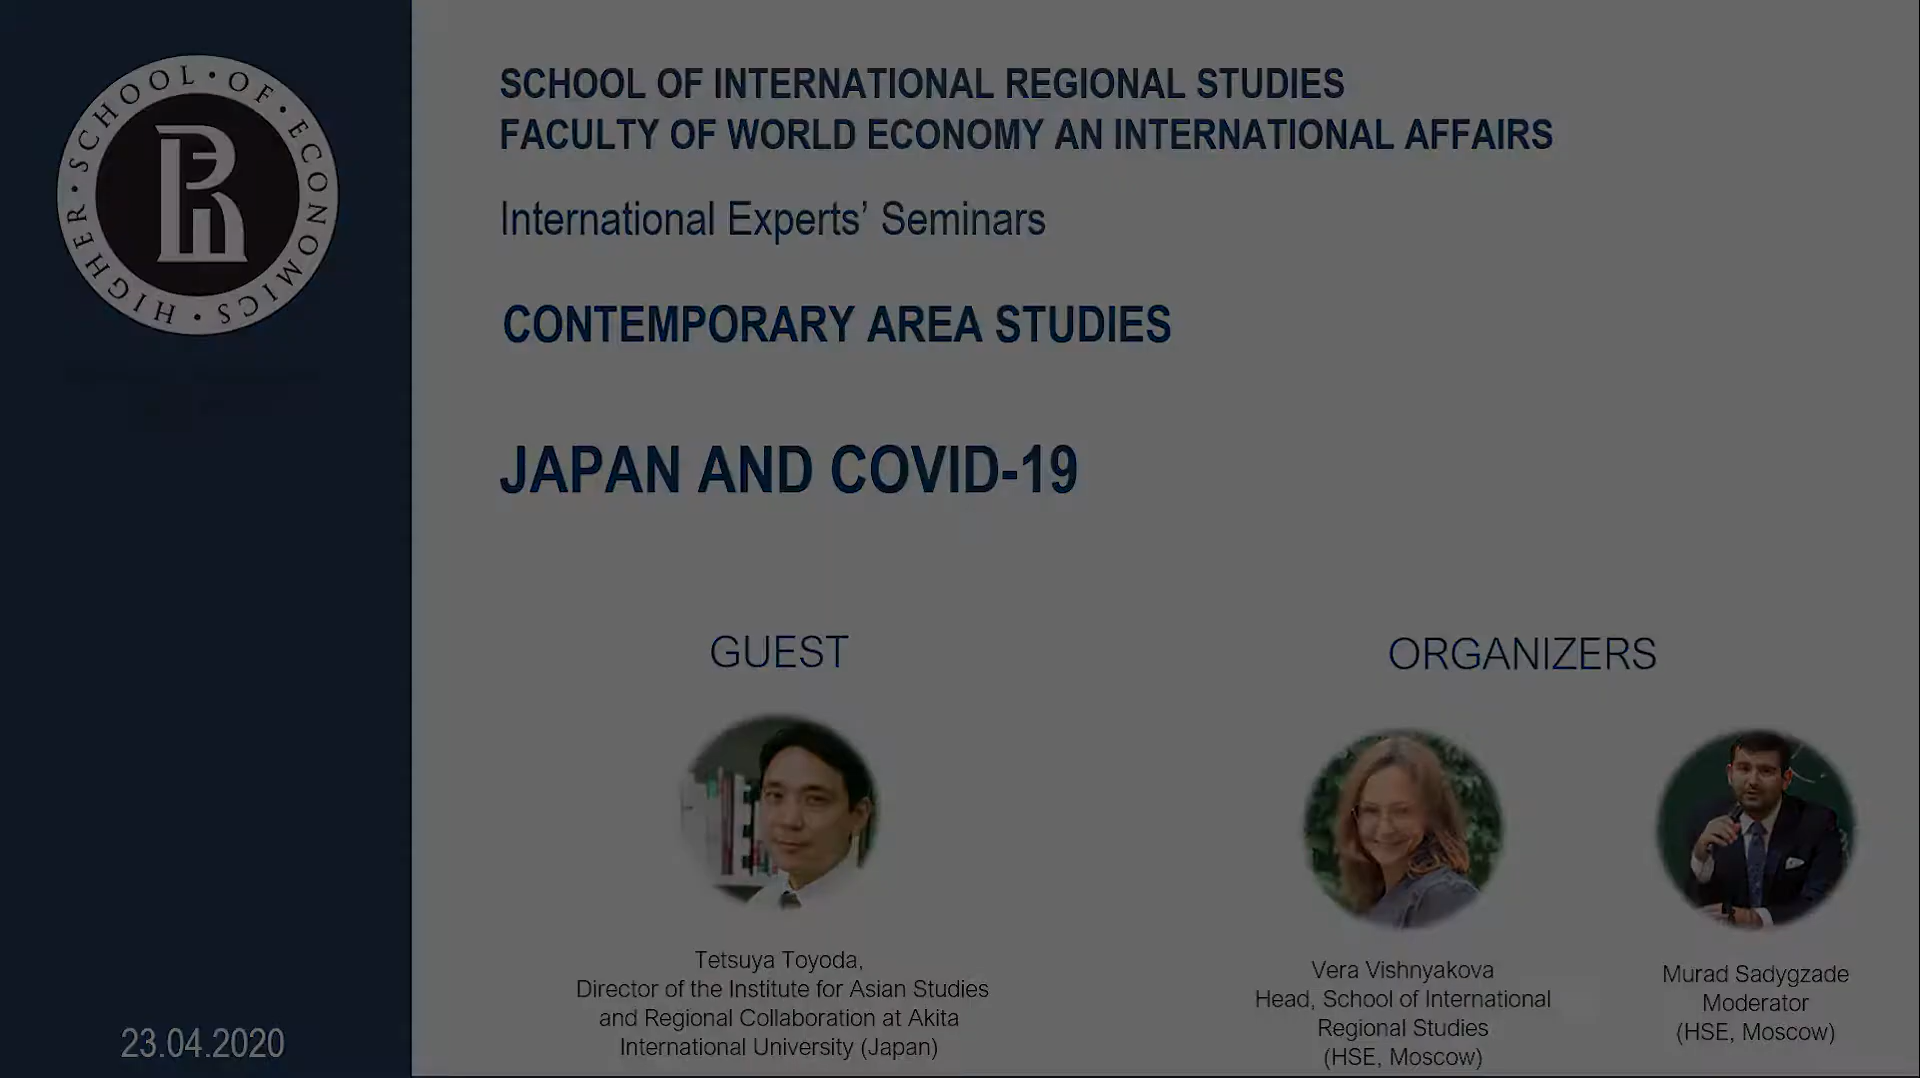 HIGHER • SCHOOL • OF • ECONOMICS •
SCHOOL OF INTERNATIONAL REGIONAL STUDIES
FACULTY OF WORLD ECONOMY AN INTERNATIONAL AFFAIRS
International Experts’ Seminars
CONTEMPORARY AREA STUDIES
JAPAN AND COVID-19
GUEST
Tetsuya Toyoda,
Director of the Institute for Asian Studies
and Regional Collaboration at Akita
International University (Japan)
ORGANIZERS
Vera Vishnyakova
Head, School of International
Regional Studies
(HSE, Moscow)
Murad Sadygzade
Moderator
(HSE, Moscow)
23.04.2020